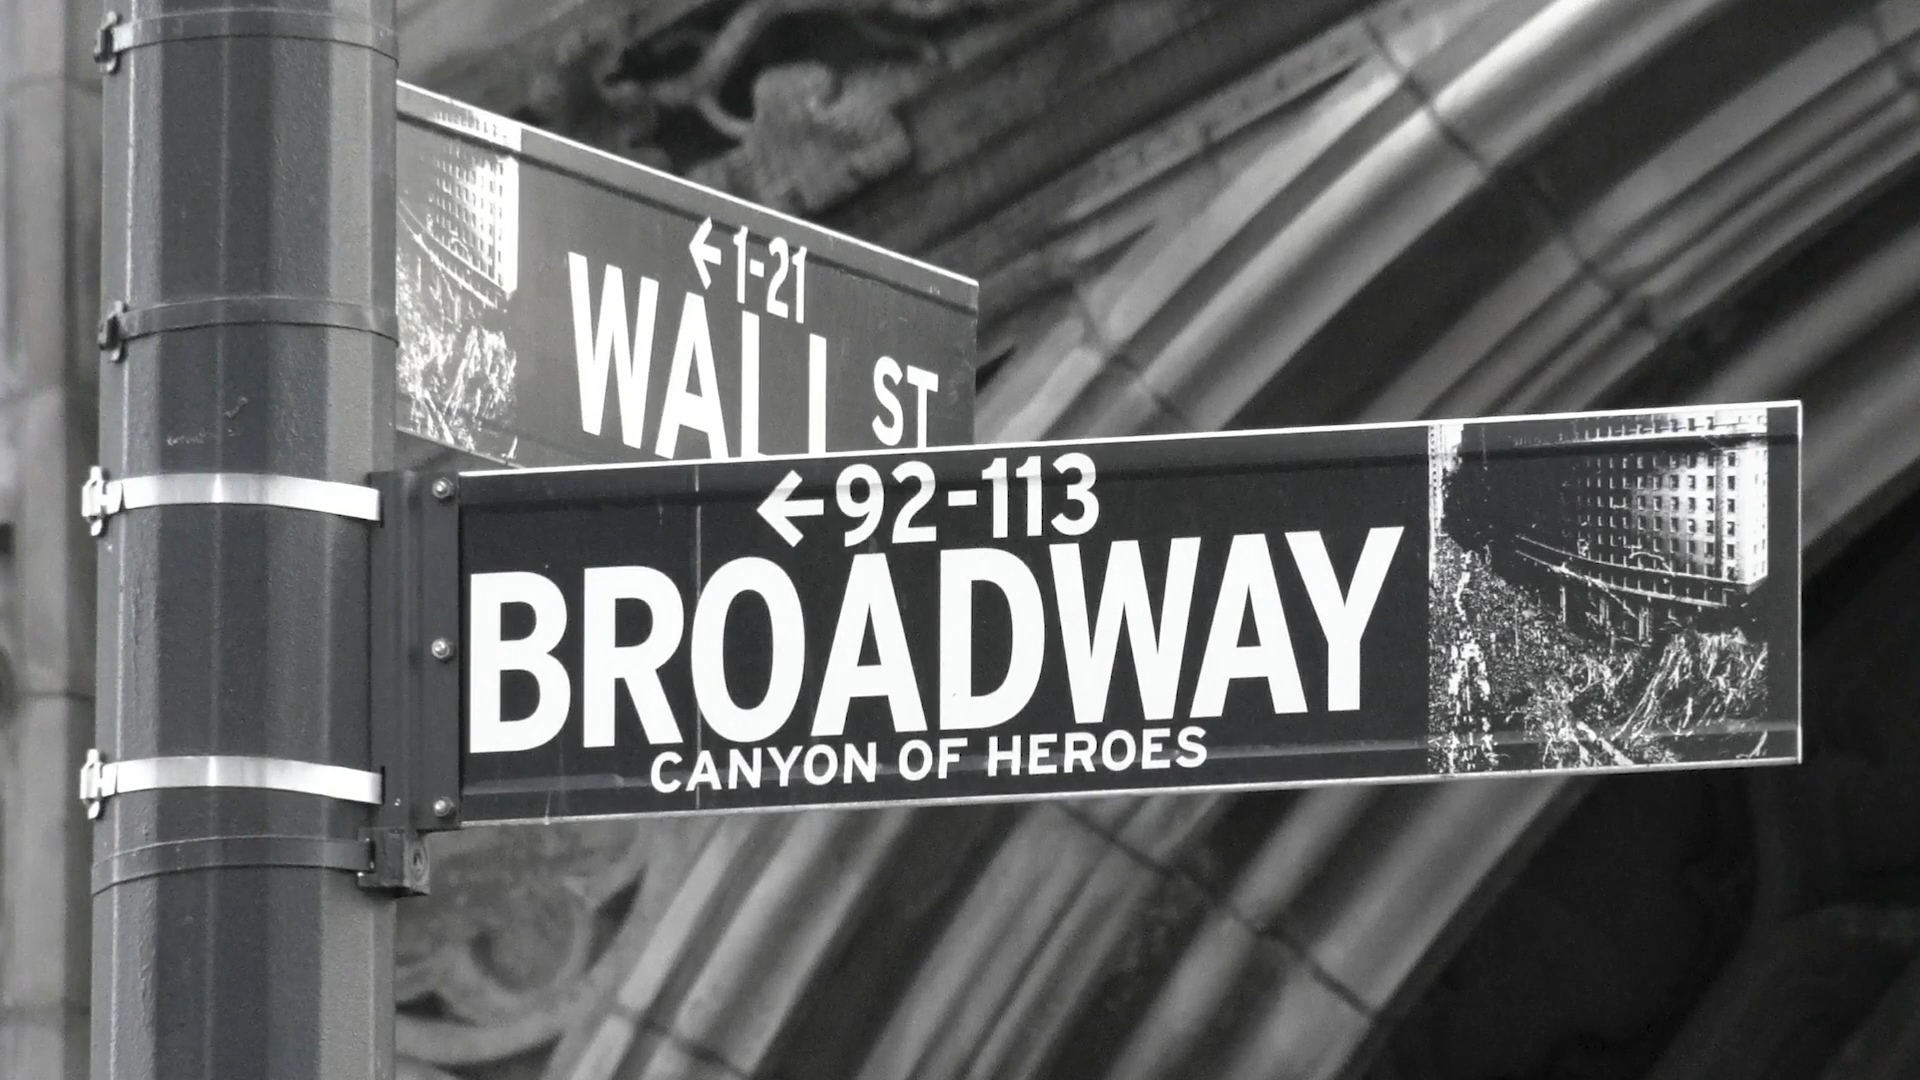 ←1-21
WALL ST
←92-113
BROADWAY
CANYON OF HEROES